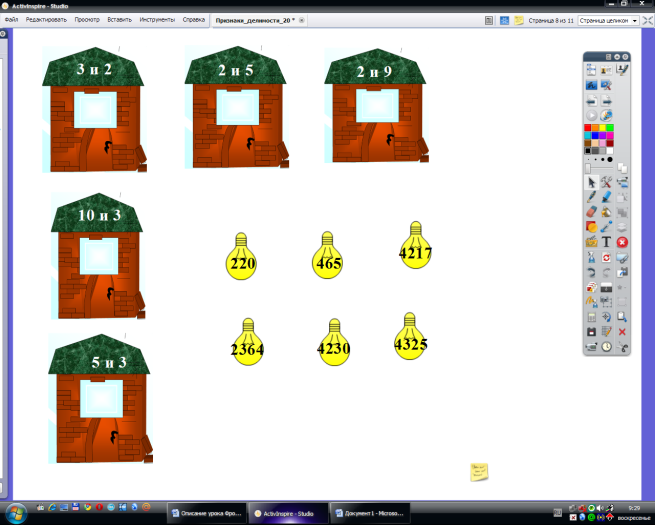 ActivInspire - Studio
Файл Редактировать Просмотр Вставить Инструменты Справка Признаки_делимости_20 * Страница 8 из 11 Страница целиком
3 и 2
2 и 5
2 и 9
10 и 3
220
465
4217
5 и 3
2364
4230
4325
Описание урока Фро...
ActivInspire - Studio
Документ1 - Microso...
9:29
воскресенье